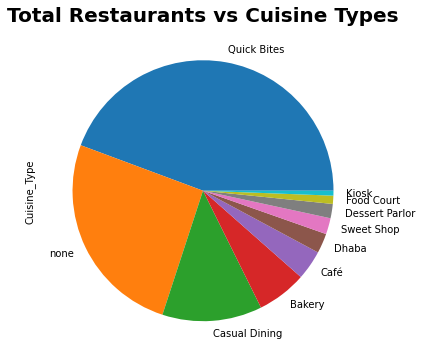 Total Restaurants vs Cuisine Types
Quick Bites
Cuisine_Type
none
Casual Dining
Bakery
Café
Dhaba
Sweet Shop
Dessert Parlor
Food Court
Kiosk